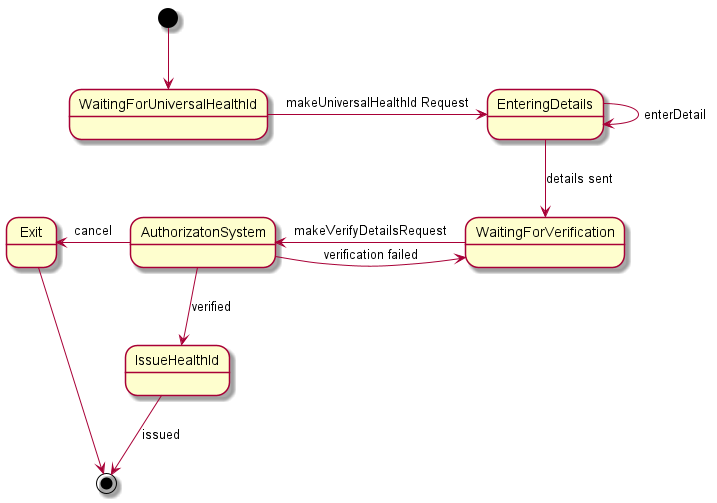 WaitingForUniversalHealthId
makeUniversalHealthId Request
EnteringDetails
enterDetail
details sent
Exit
cancel
AuthorizatonSystem
makeVerifyDetailsRequest
WaitingForVerification
verification failed
verified
IssueHealthId
issued